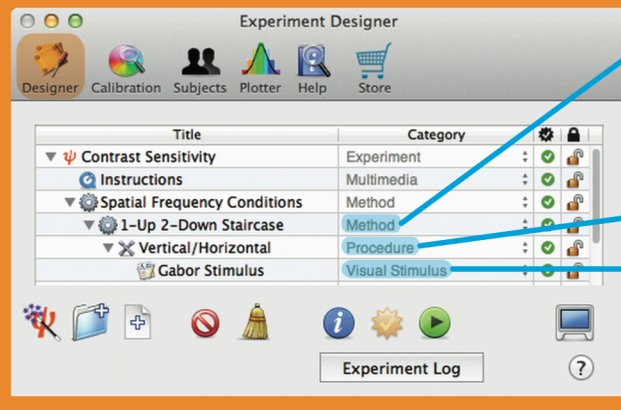 Experiment Designer
Designer Calibration Subjects Plotter Help Store
Title Category
Ψ Contrast Sensitivity Experiment
Instructions Multimedia
Spatial Frequency Conditions Method
1-Up 2-Down Staircase Method
Vertical/Horizontal Procedure
Gabor Stimulus Visual Stimulus
Experiment Log ?